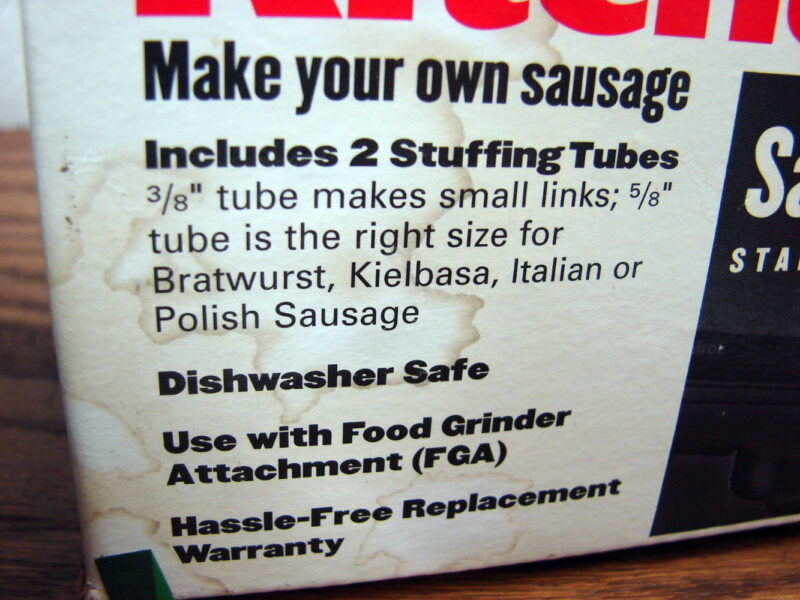 Make your own sausage
Includes 2 Stuffing Tubes
3/8" tube makes small links; 5/8"
tube is the right size for
Bratwurst, Kielbasa, Italian or
Polish Sausage
Dishwasher Safe
Use with Food Grinder
Attachment (FGA)
Hassle-Free Replacement
Warranty